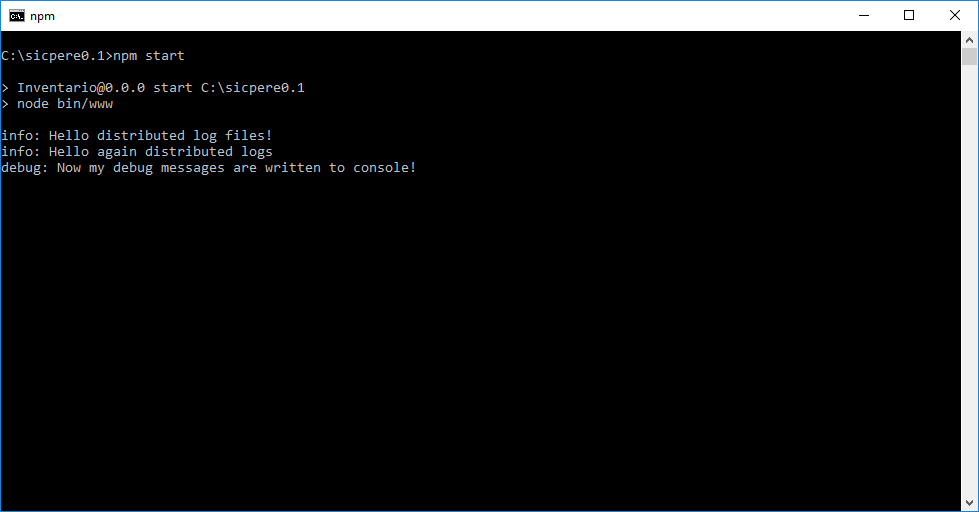 npm
C:\sicpere0.1>npm start
> Inventario@0.0.0 start C:\sicpere0.1
> node bin/www
info: Hello distributed log files!
info: Hello again distributed logs
debug: Now my debug messages are written to console!